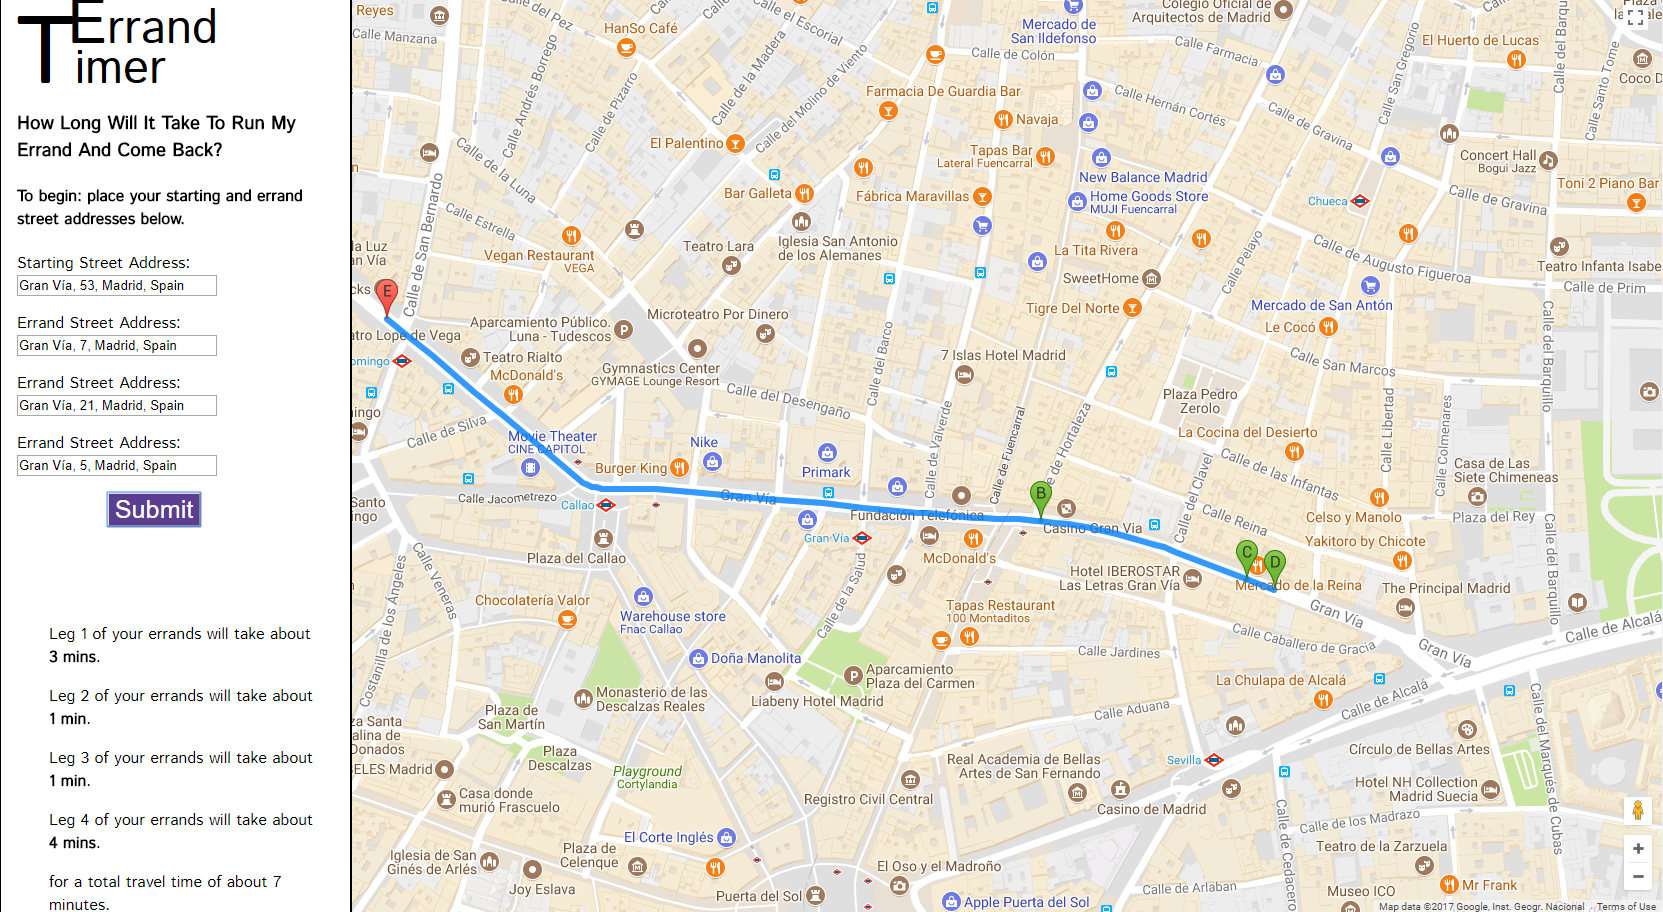 Errand
Timer
How Long Will It Take To Run My
Errand And Come Back?
To begin: place your starting and errand
street addresses below.
Starting Street Address:
Gran Vía, 53, Madrid, Spain
Errand Street Address:
Gran Vía, 7, Madrid, Spain
Errand Street Address:
Gran Vía, 21, Madrid, Spain
Errand Street Address:
Gran Vía, 5, Madrid, Spain
Submit
Leg 1 of your errands will take about
3 mins.
Leg 2 of your errands will take about
1 min.
Leg 3 of your errands will take about
1 min.
Leg 4 of your errands will take about
4 mins.
for a total travel time of about 7
minutes.
Reyes
Calle Manzana
HanSo Café
Calle del Pez
Calle Andrés Borrego
Calle de Pizarro
Calle de la Madera
Calle del Escorial
Calle del Molino de Viento
Mercado de
San Ildefonso
Calle de Colón
Colegio Oficial de
Arquitectos de Madrid
Calle Farmacia
El Huerto de Lucas
Calle San Gregorio
Calle del Barquillo
Calle Santo Tome
Plaza
Coco D
Farmacia De Guardia Bar
Navaja
Calle Hernán Cortés
Calle de Gravina
El Palentino
Tapas Bar
Lateral Fuencarral
Concert Hall
Bogui Jazz
New Balance Madrid
Toni 2 Piano Bar
Calle de la Luna
Bar Galleta
Fábrica Maravillas
Home Goods Store
MUJI Fuencarral
Chueca
Calle de Gravina
Calle de San Bernardo
Calle Estrella
Vegan Restaurant
VEGA
Teatro Lara
Iglesia San Antonio
de los Alemanes
La Tita Rivera
Calle Pelayo
Calle de Augusto Figueroa
Teatro Infanta Isabe
la Luz
an Vía
SweetHome
Calle de Prim
cks
E
Tigre Del Norte
Mercado de San Antón
Le Cocó
atro Lope de Vega
Aparcamiento Público.
Luna - Tudescos
Microteatro Por Dinero
omingo
Teatro Rialto
McDonald's
Gymnastics Center
GYMAGE Lounge Resort
Calle del Barco
7 Islas Hotel Madrid
Calle San Marcos
Calle del Barquillo
Calle del Desengaño
Plaza Pedro
Zerolo
Calle Libertad
Calle Colmenares
mingo
Calle de Silva
Movie Theater
CINE CAPITOL
Nike
Burger King
Primark
Calle de Valverde
Calle de Fuencarral
Calle de Hortaleza
La Cocina del Desierto
Calle de las Infantas
Casa de Las
Siete Chimeneas
Calle del Clavel
Santo
ingo
Calle Jacometrezo
Callao
Gran Vía
Fundación Telefónica
B
Casino Gran Via
Calle Reina
Celso y Manolo
Plaza del Rey
Gran Vía
Yakitoro by Chicote
Plaza del Callao
McDonald's
C
D
Mercado de la Reina
Hotel IBEROSTAR
Las Letras Gran Vía
The Principal Madrid
Calle del Barquillo
Calle Veneras
Costanilla de los Ángeles
Chocolatería Valor
Warehouse store
Fnac Callao
Calle de la Salud
Tapas Restaurant
100 Montaditos
Gran Vía
Calle Caballero de Gracia
Gran Vía
Calle de Alcalá
Doña Manolita
Calle Jardines
Aparcamiento
Plaza del Carmen
La Chulapa de Alcalá
Monasterio de las
Descalzas Reales
Liabeny Hotel Madrid
Calle Aduana
Calle de Alcalá
Plaza de
San Martín
za Santa
alina de
Donados
Plaza
Descalzas
Playground
Cortylandia
Círculo de Bellas Artes
Real Academia de Bellas
Artes de San Fernando
Sevilla
Calle del Marqués de Cubas
ELES Madrid
Hotel NH Collection
Madrid Suecia
Casa donde
murió Frascuelo
Registro Civil Central
Casino de Madrid
Calle de los Madrazo
El Corte Inglés
Calle de Cedacero
Teatro de la Zarzuela
Iglesia de San
Ginés de Arlés
Plaza de
Celenque
El Oso y el Madroño
Joy Eslava
Calle de Arlaban
Mr Frank
Puerta del Sol
Apple Puerta del Sol
Museo ICO
Map data ©2017 Google, Inst. Geogr. Nacional
Terms of Use